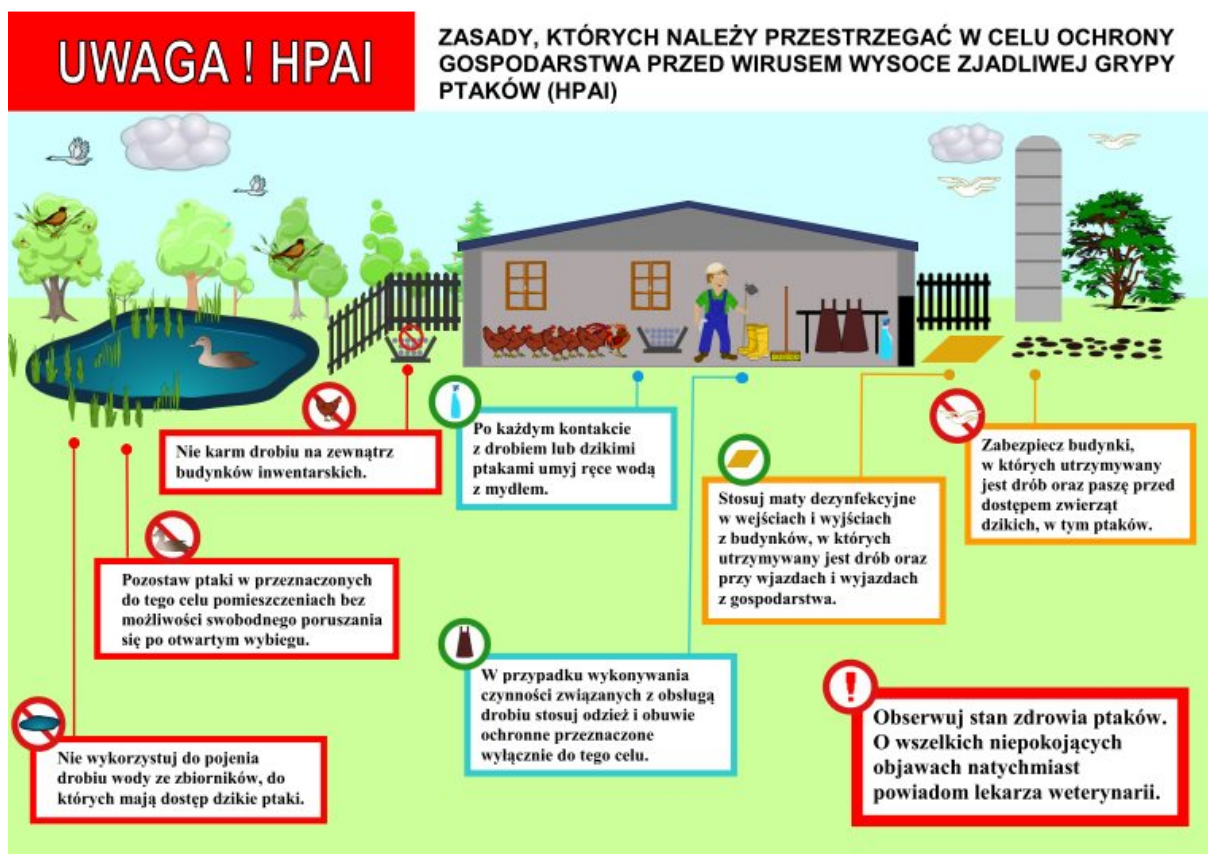 UWAGA ! HPAI
ZASADY, KTÓRYCH NALEŻY PRZESTRZEGAĆ W CELU OCHRONY
GOSPODARSTWA PRZED WIRUSEM WYSOCE ZJADLIWEJ GRYPY
PTAKÓW (HPAI)
Nie karm drobiu na zewnątrz
budynków inwentarskich.
Po każdym kontakcie
z drobiem lub dzikimi
ptakami umyj ręce wodą
z mydłem.
Stosuj maty dezynfekcyjne
w wejściach i wyjściach
z budynków, w których
utrzymywany jest drób oraz
przy wjazdach i wyjazdach
z gospodarstwa.
Zabezpiecz budynki,
w których utrzymywany
jest drób oraz paszę przed
dostępem zwierząt
dzikich, w tym ptaków.
Pozostaw ptaki w przeznaczonych
do tego celu pomieszczeniach bez
możliwości swobodnego poruszania
się po otwartym wybiegu.
W przypadku wykonywania
czynności związanych z obsługą
drobiu stosuj odzież i obuwie
ochronne przeznaczone
wyłącznie do tego celu.
Nie wykorzystuj do pojenia
drobiu wody ze zbiorników, do
których mają dostęp dzikie ptaki.
Obserwuj stan zdrowia ptaków.
O wszelkich niepokojących
objawach natychmiast
powiadom lekarza weterynarii.